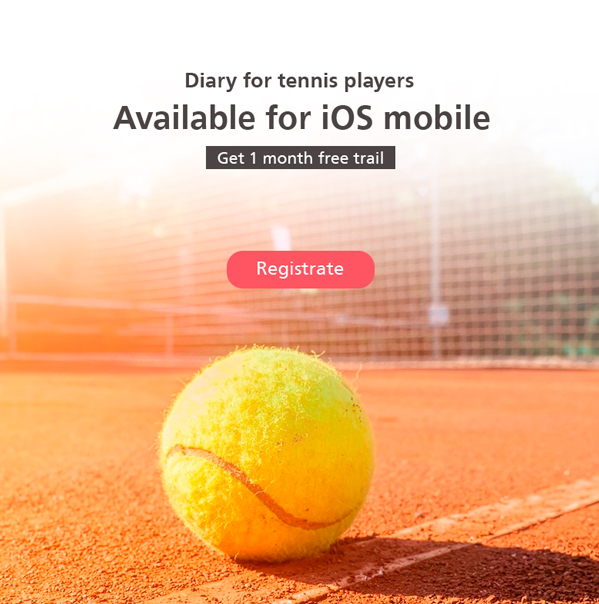 Diary for tennis players
Available for iOS mobile
Get 1 month free trail
Registrate